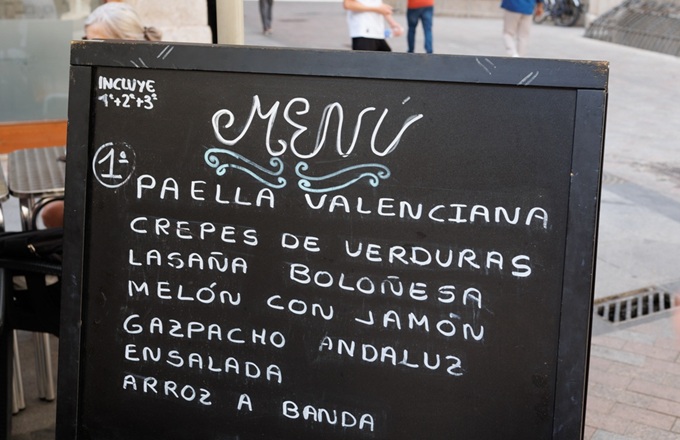 INCLUYE
1º+2º+3º
MENÚ
1º
PAELLA VALENCIANA
CREPES DE VERDURAS
LASAÑA BOLOÑESA
MELÓN CON JAMÓN
GAZPACHO ANDALUZ
ENSALADA
ARROZ A BANDA